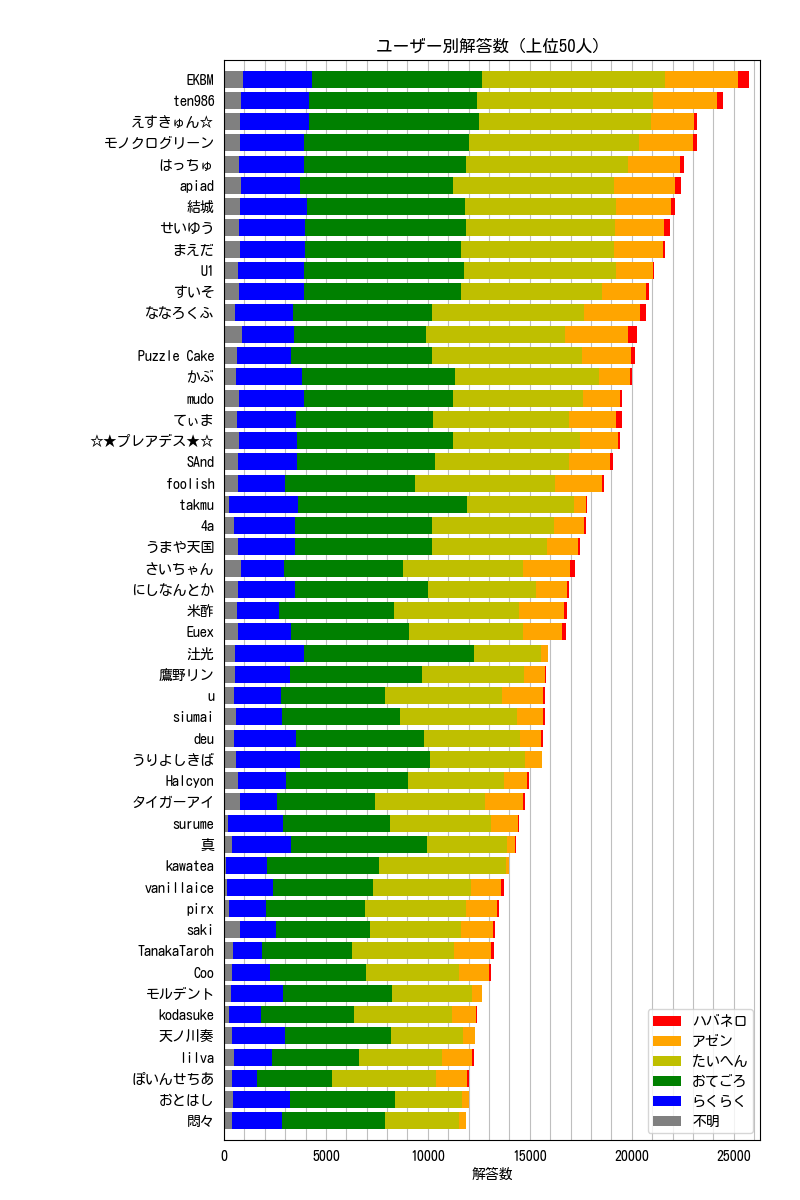 ユーザー別解答数（上位50人）
EKBM
ten986
えすきゅん☆
モノクログリーン
はっちゅ
apiad
結城
せいゆう
まえだ
U1
すいそ
ななろくふ
Puzzle Cake
かぶ
mudo
てぃま
☆★プレアデス★☆
SAnd
foolish
takmu
4a
うまや天国
さいちゃん
にしなんとか
米酢
Euex
汢光
鷹野リン
u
siumai
deu
うりよしきば
Halcyon
タイガーアイ
surume
真
kawatea
vanillaice
pirx
saki
TanakaTaroh
Coo
モルデント
kodasuke
天ノ川奏
lilva
ぽいんせちあ
おとはし
悶々
ハバネロ
アゼン
たいへん
おてごろ
らくらく
不明
0 5000 10000 15000 20000 25000
解答数